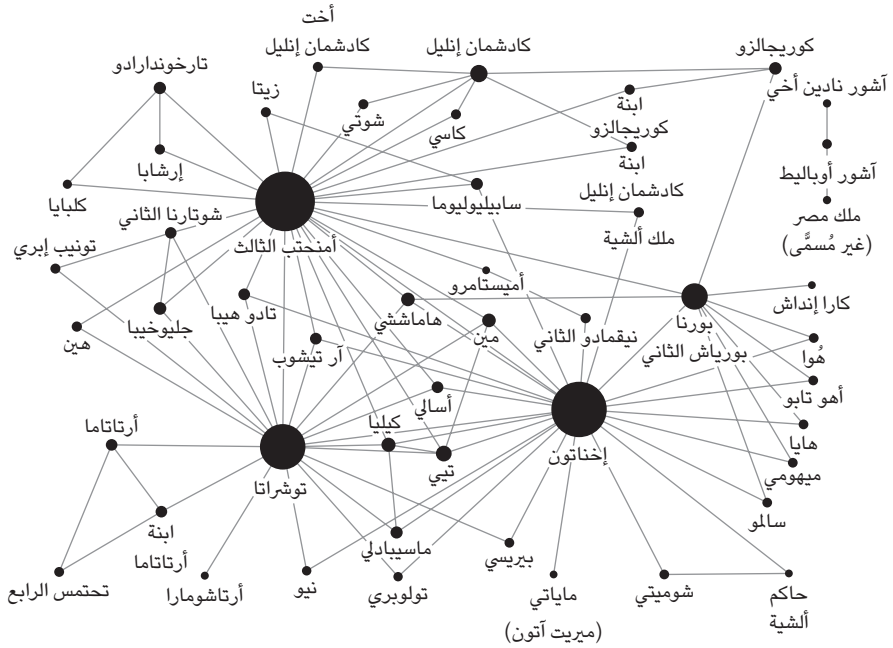 أخت
كادشمان إنليل
كادشمان إنليل
كوريجالزو
تارخوندارادو
زيتا
شوتي
كاسي
ابنة
كوريجالزو
آشور نادين أخي
إرشابا
ابنة
كادشمان إنليل
آشور أوباليط
كلبايا
سابيليوليوما
ملك ألشية
ملك مصر
(غير مُسمًّى)
شوتارنا الثاني
أمنحتب الثالث
تونيب إبري
أميستامرو
كارا إنداش
جليوخيبا
تادو هيبا
هاماششي
مين
نيقمادو الثاني
بورنا
بورياش الثاني
هين
آر تيشوب
هُوا
أسالي
أهو تابو
أرتاتاما
كيليا
تيي
إخناتون
هايا
توشراتا
ميهومي
ابنة
أرتاتاما
سالمو
ماسيبادلي
بيريسي
تحتمس الرابع
أرتاشومارا
نيو
تولوبري
ماياتي
(ميريت آتون)
شوميتي
حاكم
ألشية